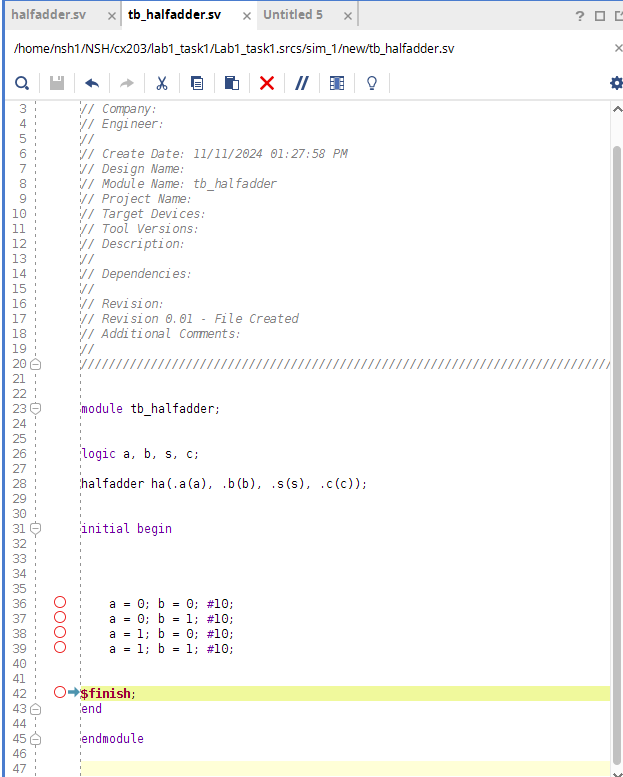 halfadder.sv × tb_halfadder.sv × Untitled 5 × ?
/home/nsh1/NSH/cx203/lab1_task1/Lab1_task1.srcs/sim_1/new/tb_halfadder.sv ×
3 // Company:
4 // Engineer:
5 //
6 // Create Date: 11/11/2024 01:27:58 PM
7 // Design Name:
8 // Module Name: tb_halfadder
9 // Project Name:
10 // Target Devices:
11 // Tool Versions:
12 // Description:
13 //
14 // Dependencies:
15 //
16 // Revision:
17 // Revision 0.01 - File Created
18 // Additional Comments:
19 //
20 ////////////////////////////////////////////////////////////////////////////
21
22
23 module tb_halfadder;
24
25
26 logic a, b, s, c;
27
28 halfadder ha(.a(a), .b(b), .s(s), .c(c));
29
30
31 initial begin
32
33
34
35
36 a = 0; b = 0; #10;
37 a = 0; b = 1; #10;
38 a = 1; b = 0; #10;
39 a = 1; b = 1; #10;
40
41
42 $finish;
43 end
44
45 endmodule
46
47